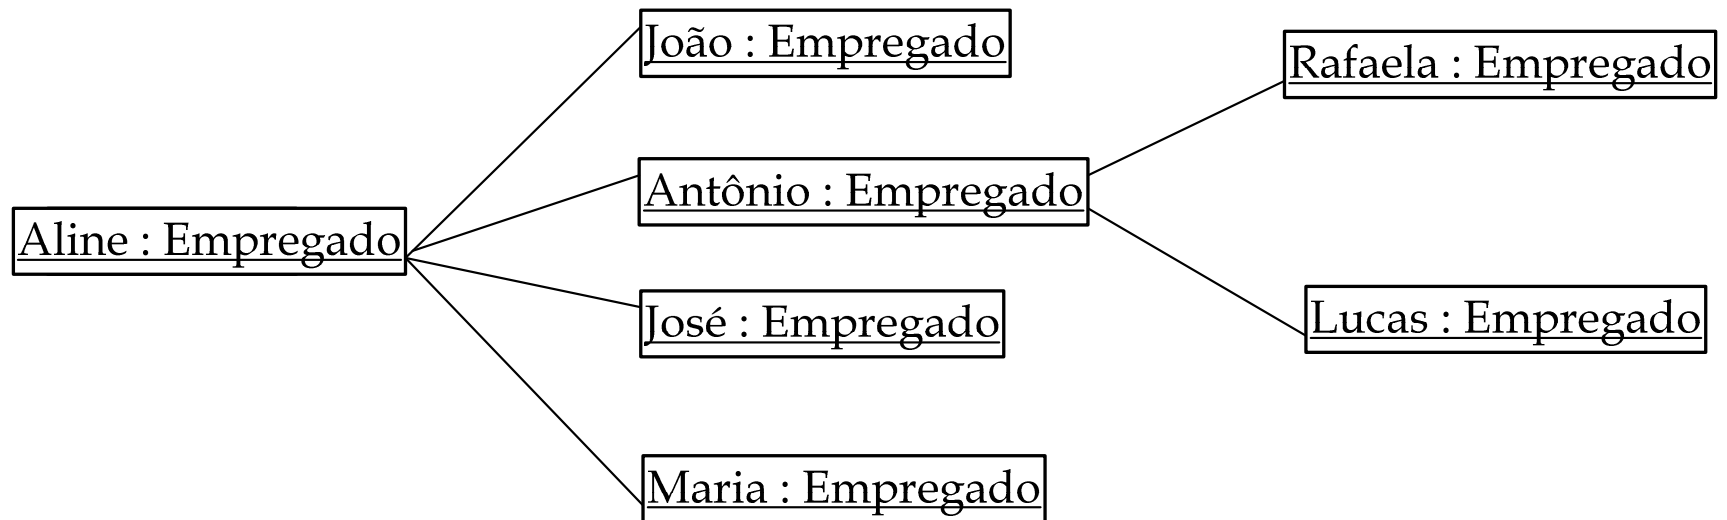 João : Empregado
Rafaela : Empregado
Antônio : Empregado
Aline : Empregado
José : Empregado
Lucas : Empregado
Maria : Empregado